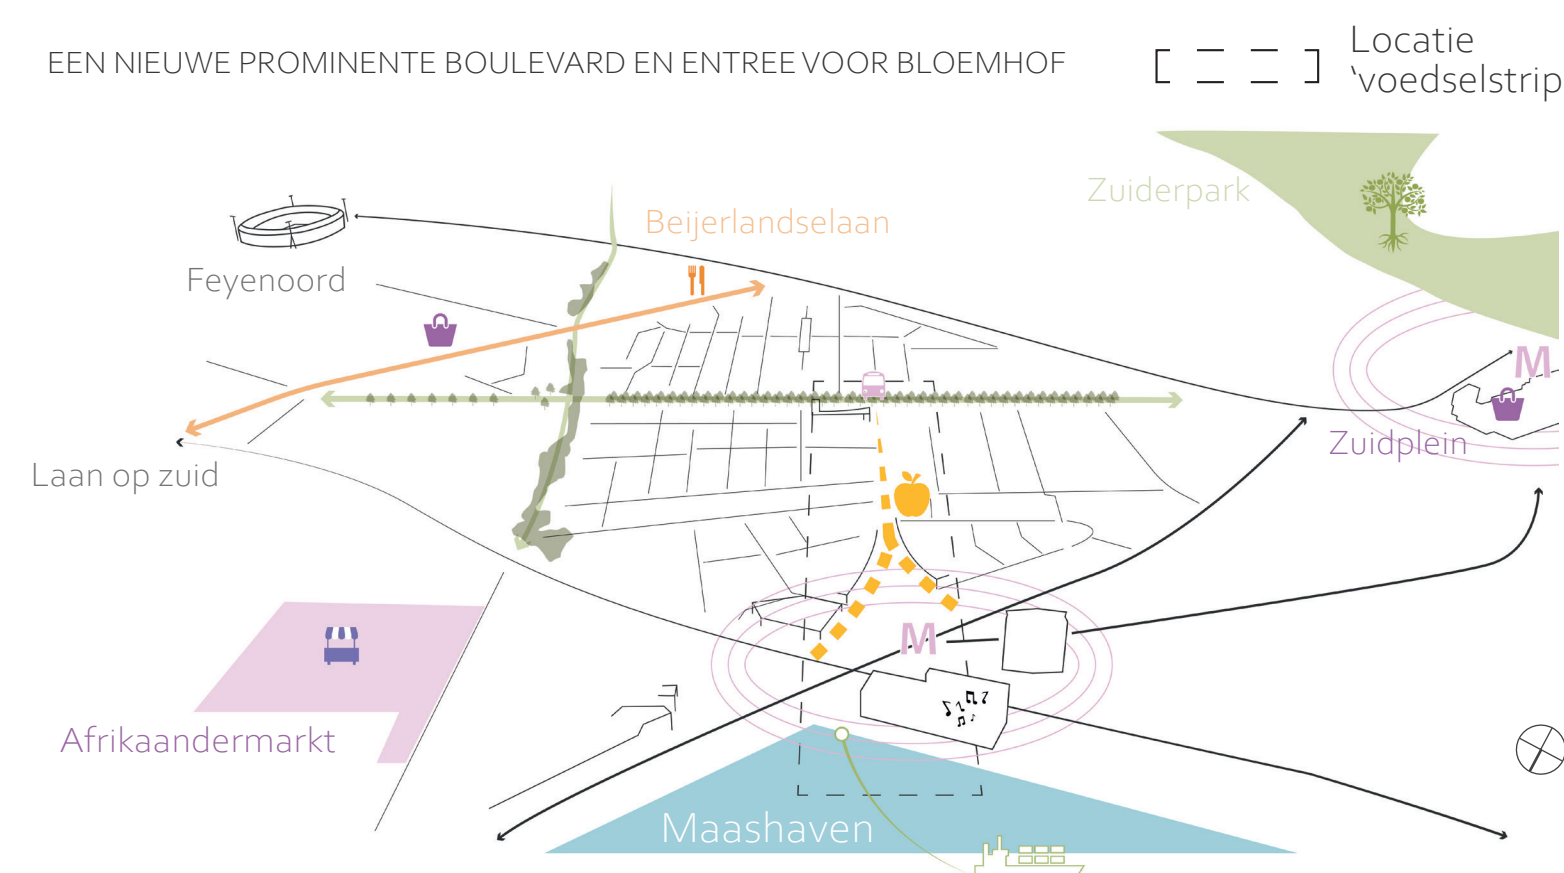 EEN NIEUWE PROMINENTE BOULEVARD EN ENTREE VOOR BLOEMHOF
Locatie
‘voedselstrip
Zuiderpark
Beijerlandselaan
Feyenoord
M
Zuidplein
Laan op zuid
M
Afrikaandermarkt
Maashaven